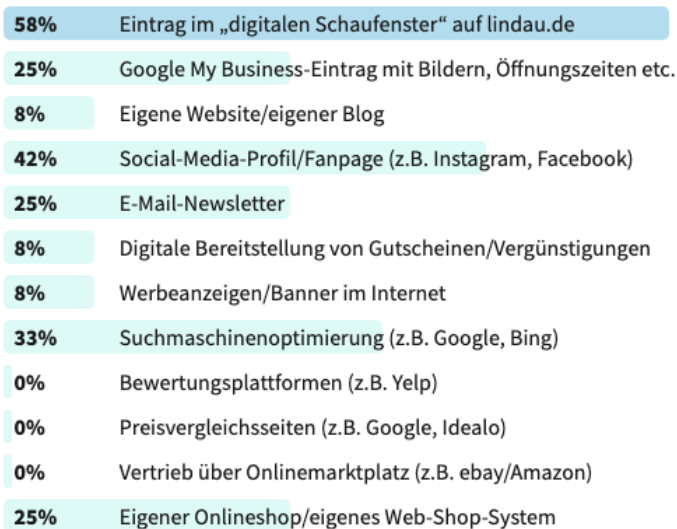 58% Eintrag im „digitalen Schaufenster“ auf lindau.de
25% Google My Business-Eintrag mit Bildern, Öffnungszeiten etc.
8% Eigene Website/eigener Blog
42% Social-Media-Profil/Fanpage (z.B. Instagram, Facebook)
25% E-Mail-Newsletter
8% Digitale Bereitstellung von Gutscheinen/Vergünstigungen
8% Werbeanzeigen/Banner im Internet
33% Suchmaschinenoptimierung (z.B. Google, Bing)
0% Bewertungsplattformen (z.B. Yelp)
0% Preisvergleichsseiten (z.B. Google, Idealo)
0% Vertrieb über Onlinemarktplatz (z.B. ebay/Amazon)
25% Eigener Onlineshop/eigenes Web-Shop-System